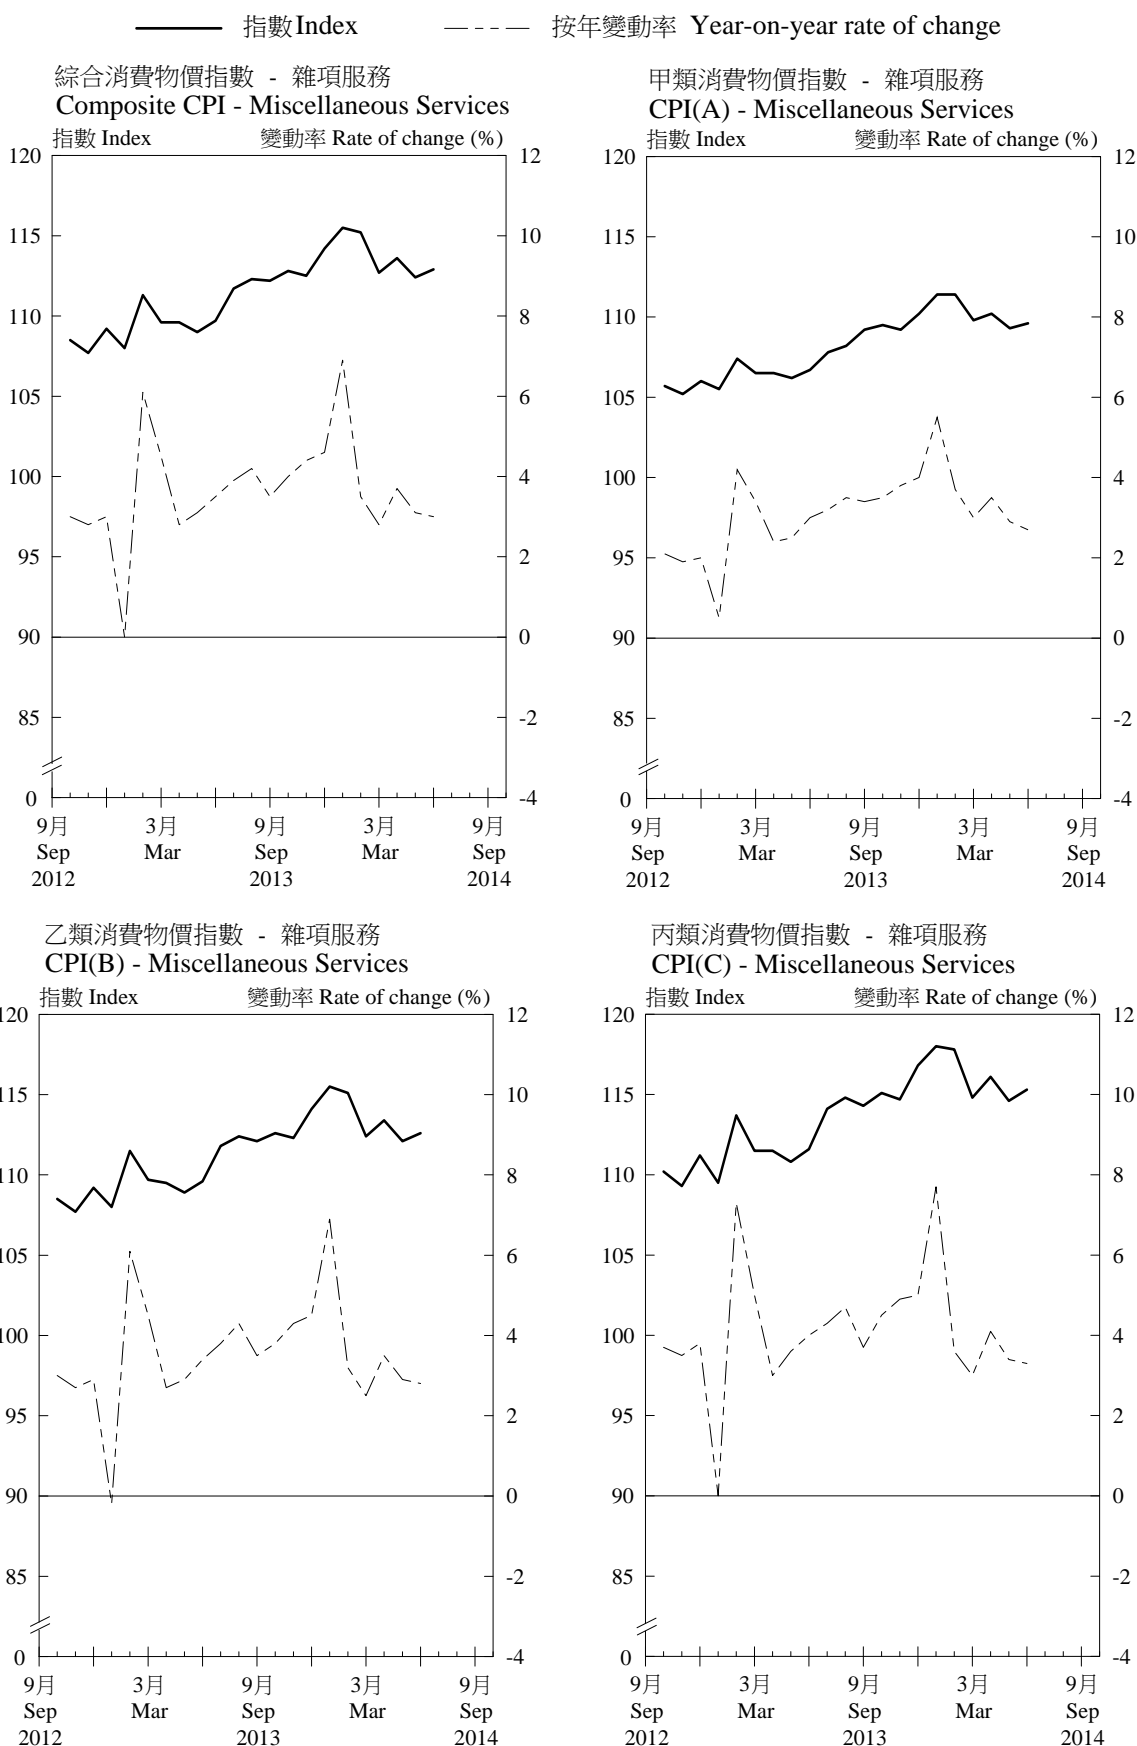 指數 Index
按年變動率 Year-on-year rate of change
綜合消費物價指數 - 雜項服務
Composite CPI - Miscellaneous Services
指數 Index 變動率 Rate of change (%)
120 12
115 10
110 8
105 6
100 4
95 2
90 0
85 -2
0 -4
9月 3月 9月 3月 9月
Sep Mar Sep Mar Sep
2012 2013 2014
甲類消費物價指數 - 雜項服務
CPI(A) - Miscellaneous Services
指數 Index 變動率 Rate of change (%)
120 12
115 10
110 8
105 6
100 4
95 2
90 0
85 -2
0 -4
9月 3月 9月 3月 9月
Sep Mar Sep Mar Sep
2012 2013 2014
乙類消費物價指數 - 雜項服務
CPI(B) - Miscellaneous Services
指數 Index 變動率 Rate of change (%)
120 12
115 10
110 8
105 6
100 4
95 2
90 0
85 -2
0 -4
9月 3月 9月 3月 9月
Sep Mar Sep Mar Sep
2012 2013 2014
丙類消費物價指數 - 雜項服務
CPI(C) - Miscellaneous Services
指數 Index 變動率 Rate of change (%)
120 12
115 10
110 8
105 6
100 4
95 2
90 0
85 -2
0 -4
9月 3月 9月 3月 9月
Sep Mar Sep Mar Sep
2012 2013 2014